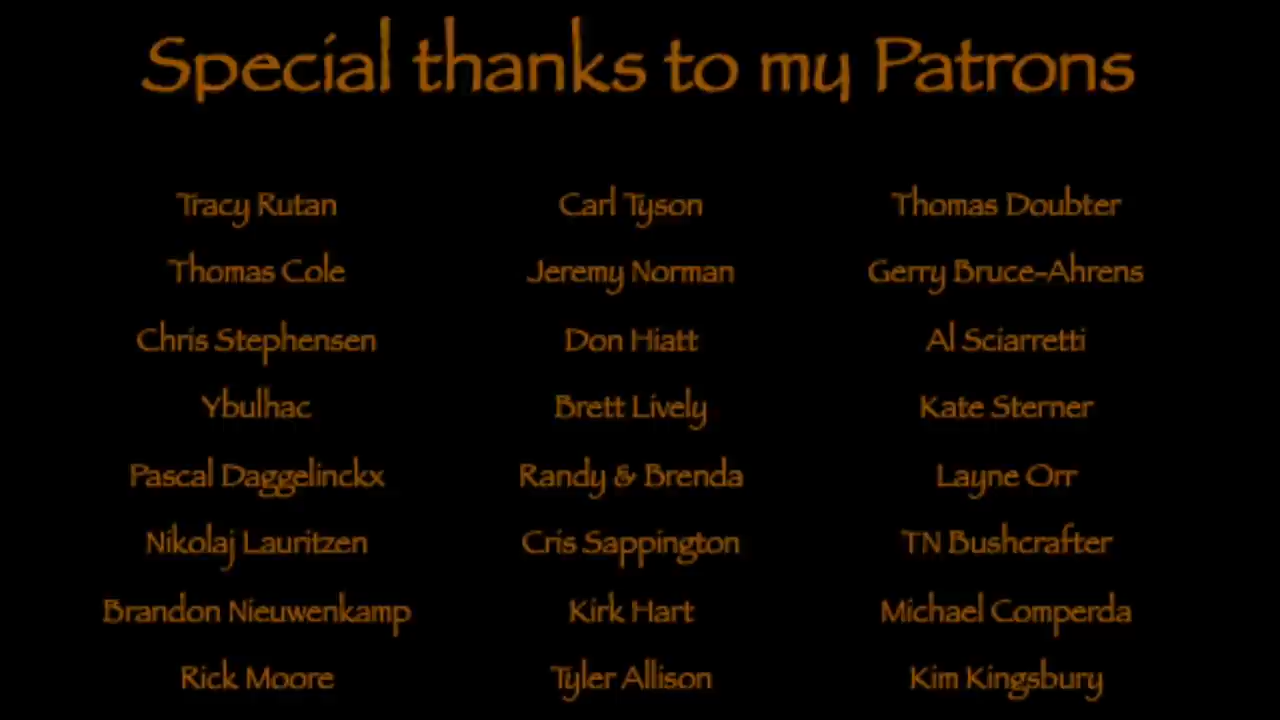 Special thanks to my Patrons
Tracy Rutan Carl Tyson Thomas Doubter
Thomas Cole Jeremy Norman Gerry Bruce-Ahrens
Chris Stephensen Don Hiatt Al Sciarretti
Ybulhac Brett Lively Kate Sterner
Pascal Daggelinckx Randy & Brenda Layne Orr
Nikolaj Lauritzen Cris Sappington TN Bushcrafter
Brandon Nieuwenkamp Kirk Hart Michael Comperda
Rick Moore Tyler Allison Kim Kingsbury